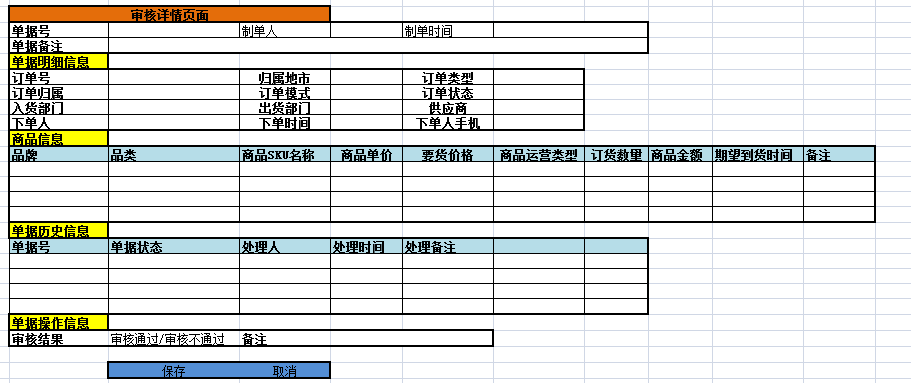 审核详情页面
单据号 制单人 制单时间
单据备注
单据明细信息
订单号 归属地市 订单类型
订单归属 订单模式 订单状态
入货部门 出货部门 供应商
下单人 下单时间 下单人手机
商品信息
品牌 品类 商品SKU名称 商品单价 要货价格 商品运营类型 订货数量 商品金额 期望到货时间 备注
单据历史信息
单据号 单据状态 处理人 处理时间 处理备注
单据操作信息
审核结果 审核通过/审核不通过 备注
保存 取消